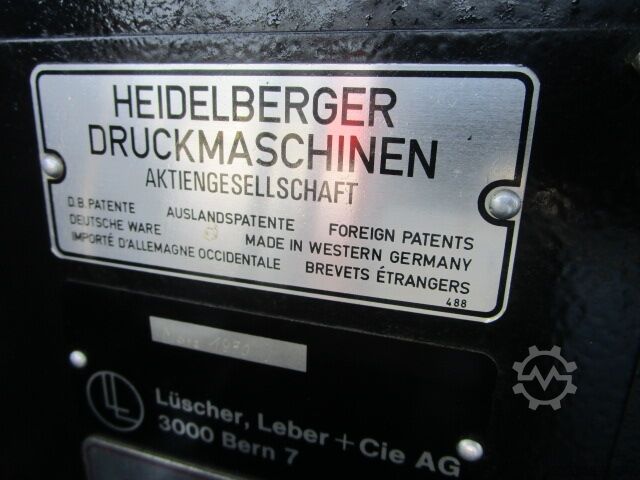 HEIDELBERGER
DRUCKMASCHINEN
AKTIENGESELLSCHAFT
D.B. PATENTE AUSLANDSPATENTE FOREIGN PATENTS
DEUTSCHE WARE MADE IN WESTERN GERMANY
IMPORTÉ D'ALLEMAGNE OCCIDENTALE BREVETS ÉTRANGERS
488
Lüscher, Leber + Cie AG
3000 Bern 7